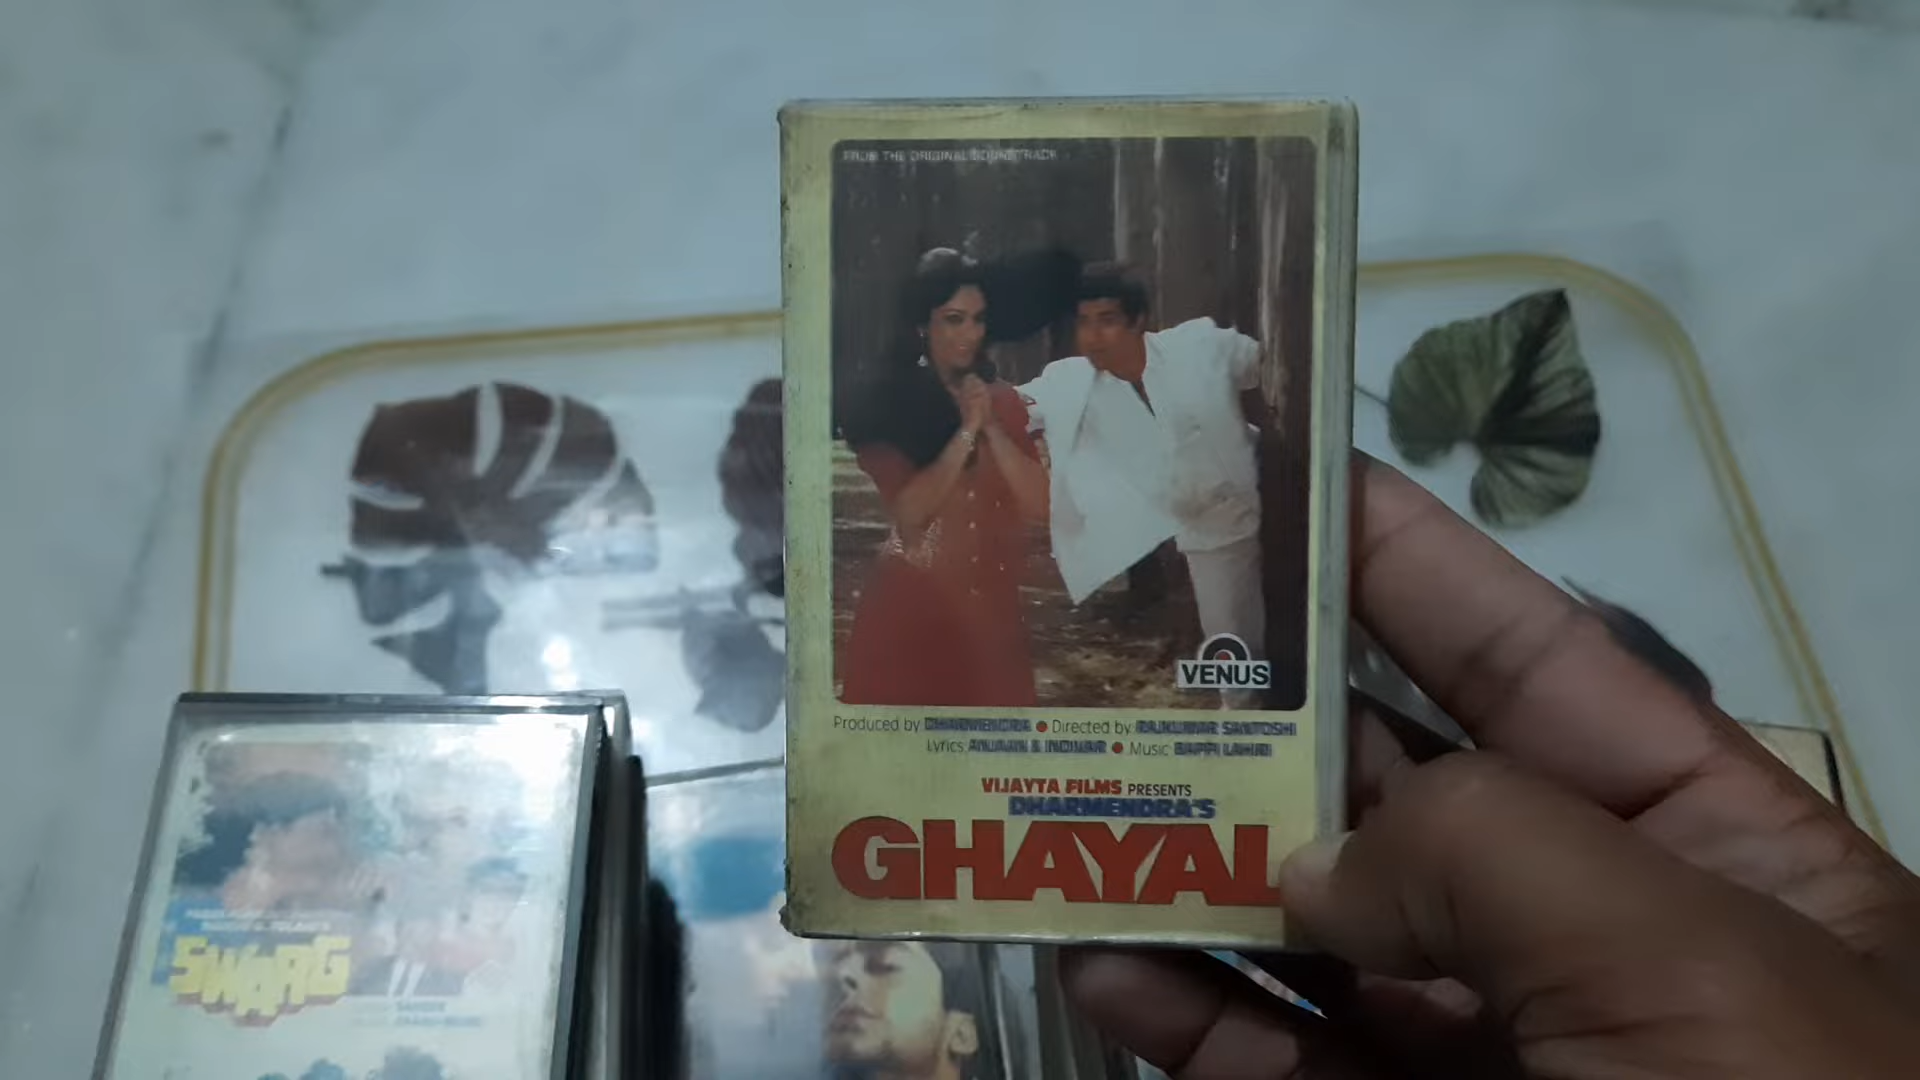 FROM THE ORIGINAL SOUNDTRACK
VENUS
Produced by DHARMENDRA ● Directed by RAJKUMAR SANTOSHI
Lyrics ANJAAN & INDIVAR ● Music BAPPI LAHIRI
VIJAYTA FILMS PRESENTS
DHARMENDRA'S
GHAYAL
SWARG